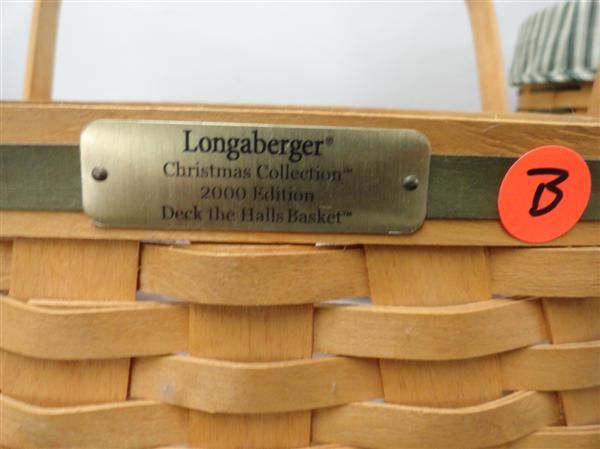 Longaberger®
Christmas Collection™
2000 Edition
Deck the Halls Basket™
B